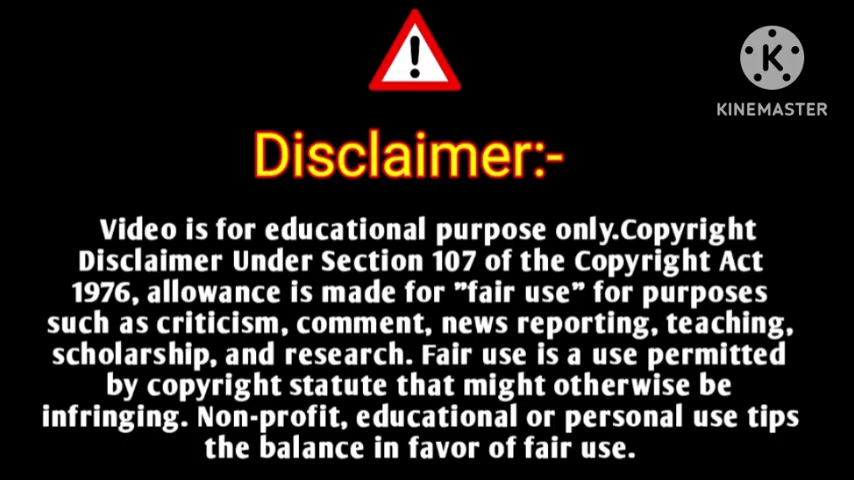 !
K
KINEMASTER
Disclaimer:-
Video is for educational purpose only.Copyright
Disclaimer Under Section 107 of the Copyright Act
1976, allowance is made for "fair use" for purposes
such as criticism, comment, news reporting, teaching,
scholarship, and research. Fair use is a use permitted
by copyright statute that might otherwise be
infringing. Non-profit, educational or personal use tips
the balance in favor of fair use.